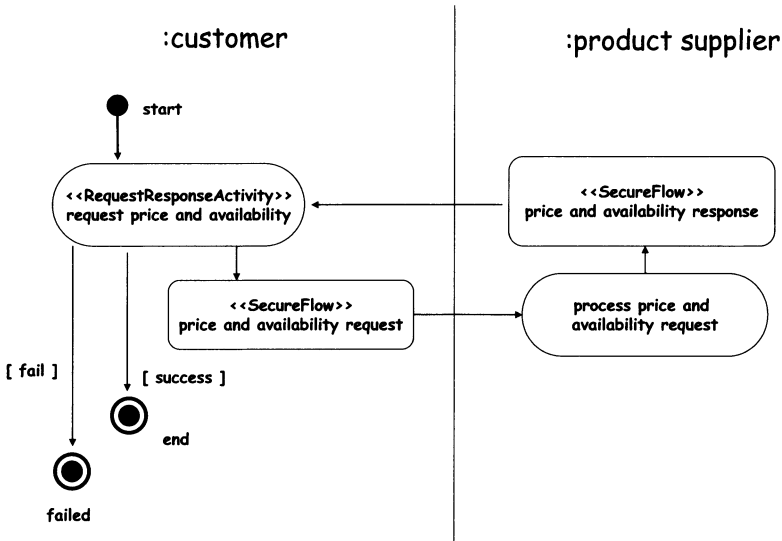 :customer
:product supplier
start
<<RequestResponseActivity>>
request price and availability
<<SecureFlow>>
price and availability response
<<SecureFlow>>
price and availability request
process price and
availability request
[ fail ]
[ success ]
end
failed